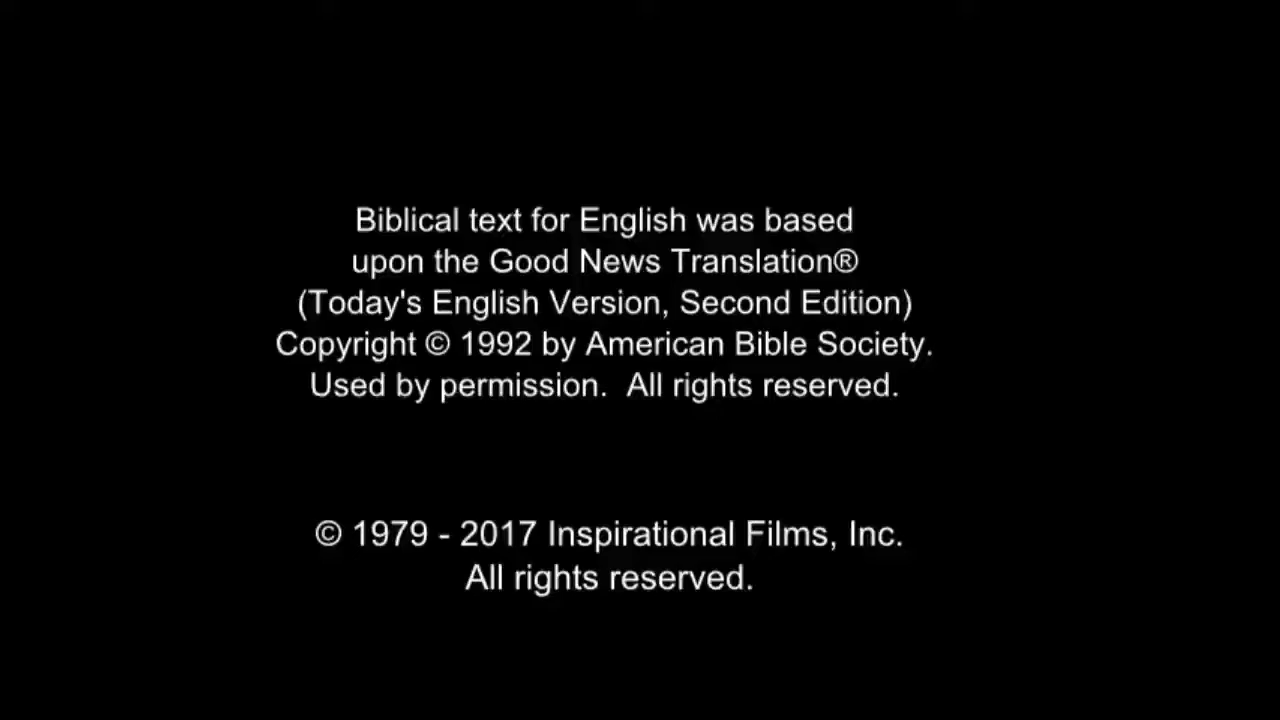 Biblical text for English was based
upon the Good News Translation®
(Today's English Version, Second Edition)
Copyright © 1992 by American Bible Society.
Used by permission.  All rights reserved.
© 1979 - 2017 Inspirational Films, Inc.
All rights reserved.